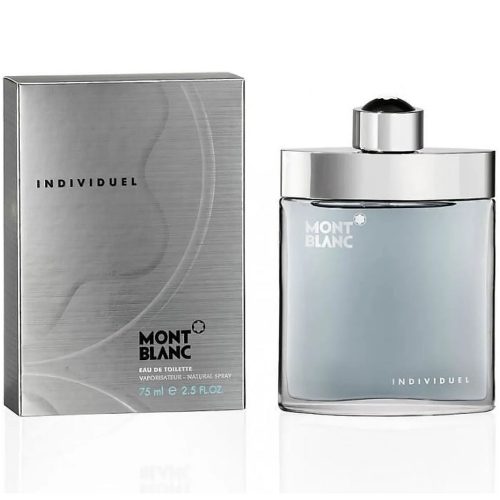 INDIVIDUEL
MONT
BLANC
EAU DE TOILETTE
VAPORISATEUR - NATURAL SPRAY
75 ml e 2.5 FL.OZ.
MONT
BLANC
INDIVIDUEL